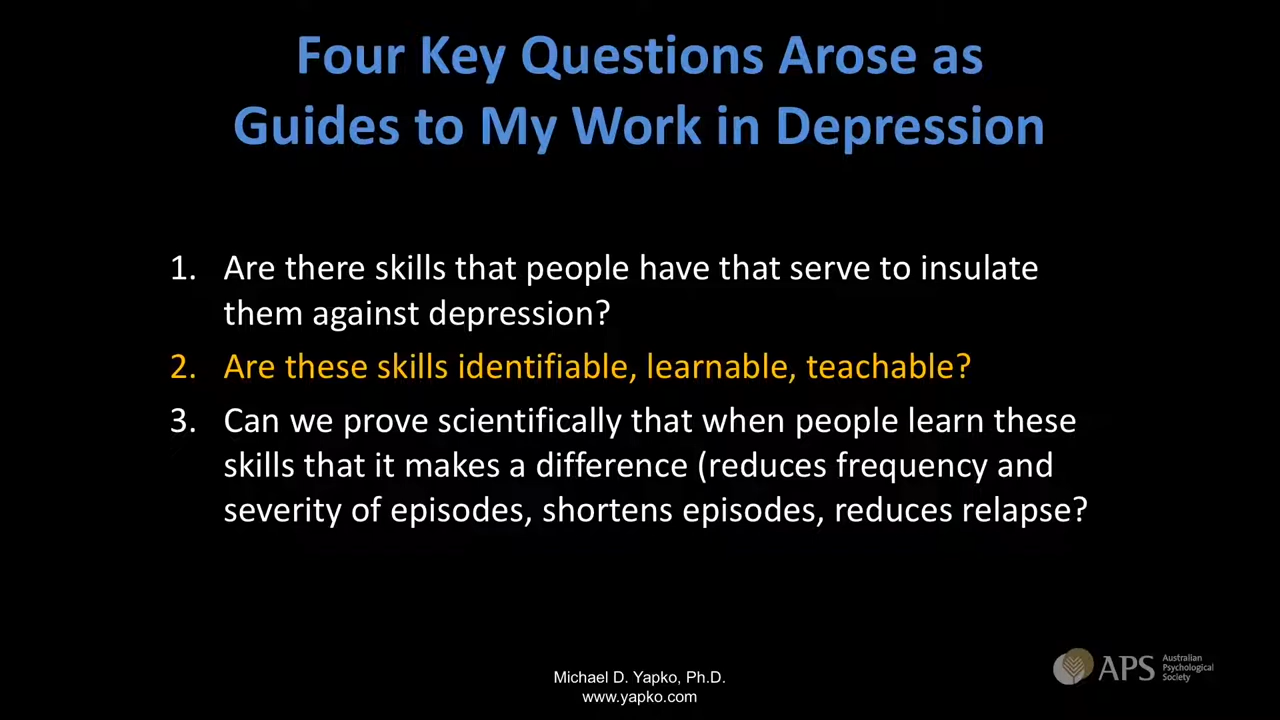 Four Key Questions Arose as
Guides to My Work in Depression
1. Are there skills that people have that serve to insulate
them against depression?
2. Are these skills identifiable, learnable, teachable?
3. Can we prove scientifically that when people learn these
skills that it makes a difference (reduces frequency and
severity of episodes, shortens episodes, reduces relapse?
Michael D. Yapko, Ph.D.
www.yapko.com
APS
Australian
Psychological
Society